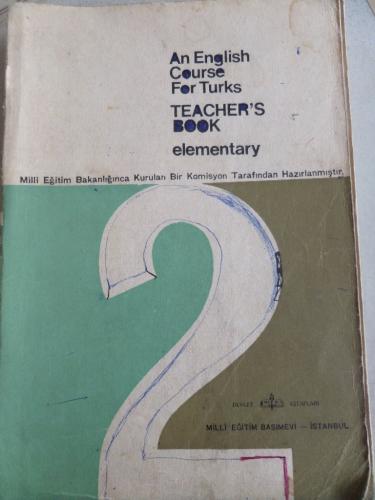 An English
Course
For Turks
TEACHER'S
BOOK
elementary
Milli Eğitim Bakanlığınca Kurulan Bir Komisyon Tarafından Hazırlanmıştır.
2
DEVLET KİTAPLARI
MİLLÎ EĞİTİM BASIMEVİ — İSTANBUL